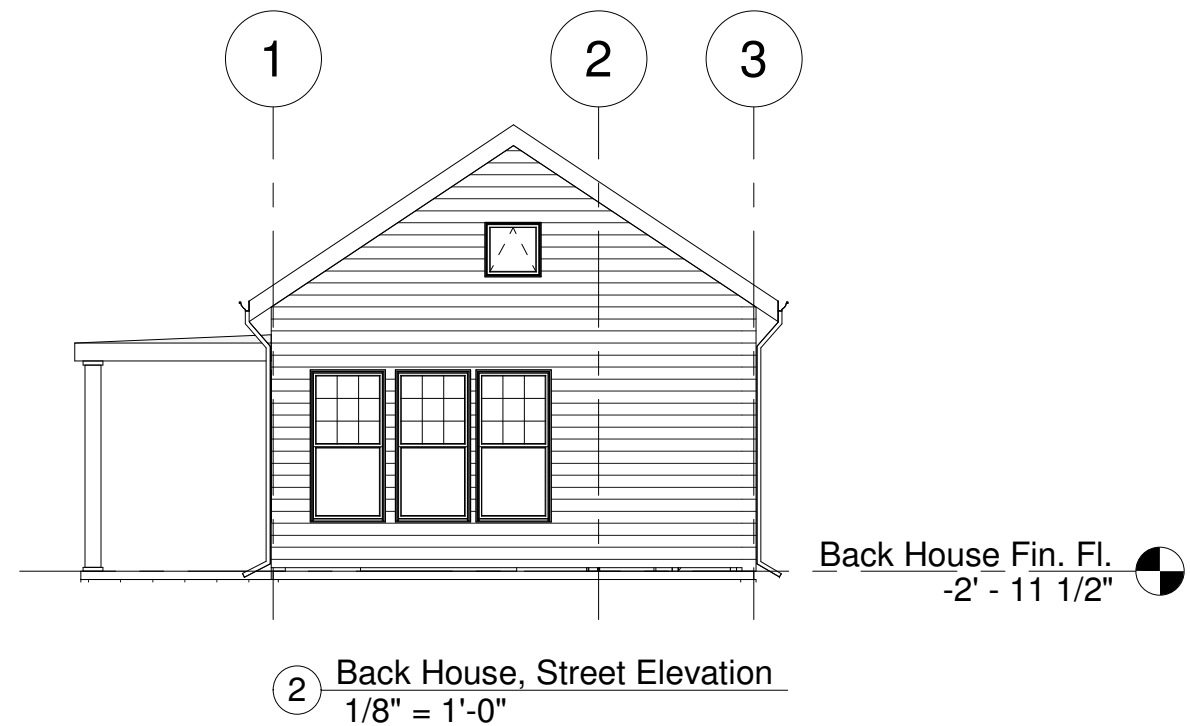 1
2
3
Back House Fin. Fl.
-2' - 11 1/2"
2
Back House, Street Elevation
1/8" = 1'-0"